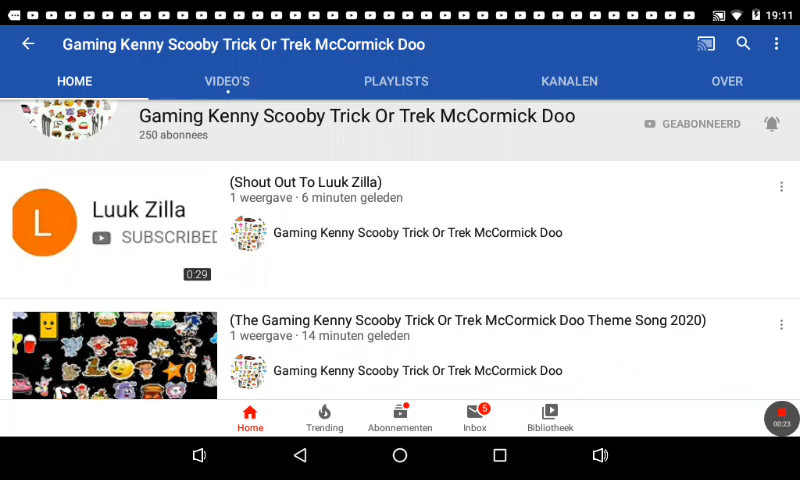 19:11
Gaming Kenny Scooby Trick Or Trek McCormick Doo
HOME
VIDEO'S
PLAYLISTS
KANALEN
OVER
Gaming Kenny Scooby Trick Or Trek McCormick Doo
250 abonnees
GEABONNEERD
L
Luuk Zilla
SUBSCRIBED
0:29
(Shout Out To Luuk Zilla)
1 weergave · 6 minuten geleden
Gaming Kenny Scooby Trick Or Trek McCormick Doo
(The Gaming Kenny Scooby Trick Or Trek McCormick Doo Theme Song 2020)
1 weergave · 14 minuten geleden
Gaming Kenny Scooby Trick Or Trek McCormick Doo
Home
Trending
Abonnementen
5
Inbox
Bibliotheek
00:23